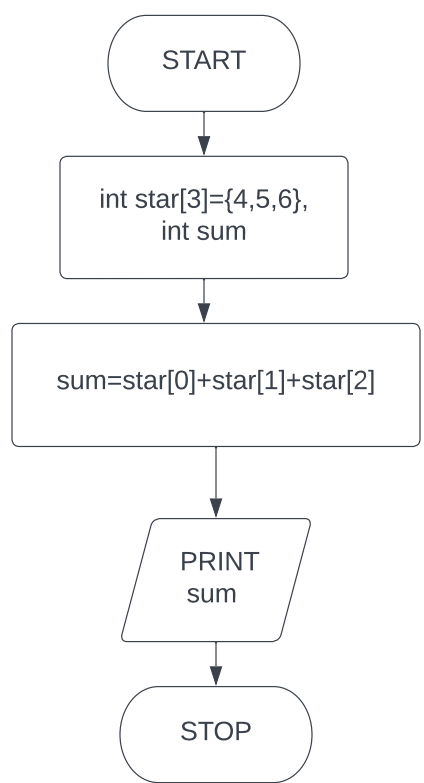 START
int star[3]={4,5,6},
int sum
sum=star[0]+star[1]+star[2]
PRINT
sum
STOP